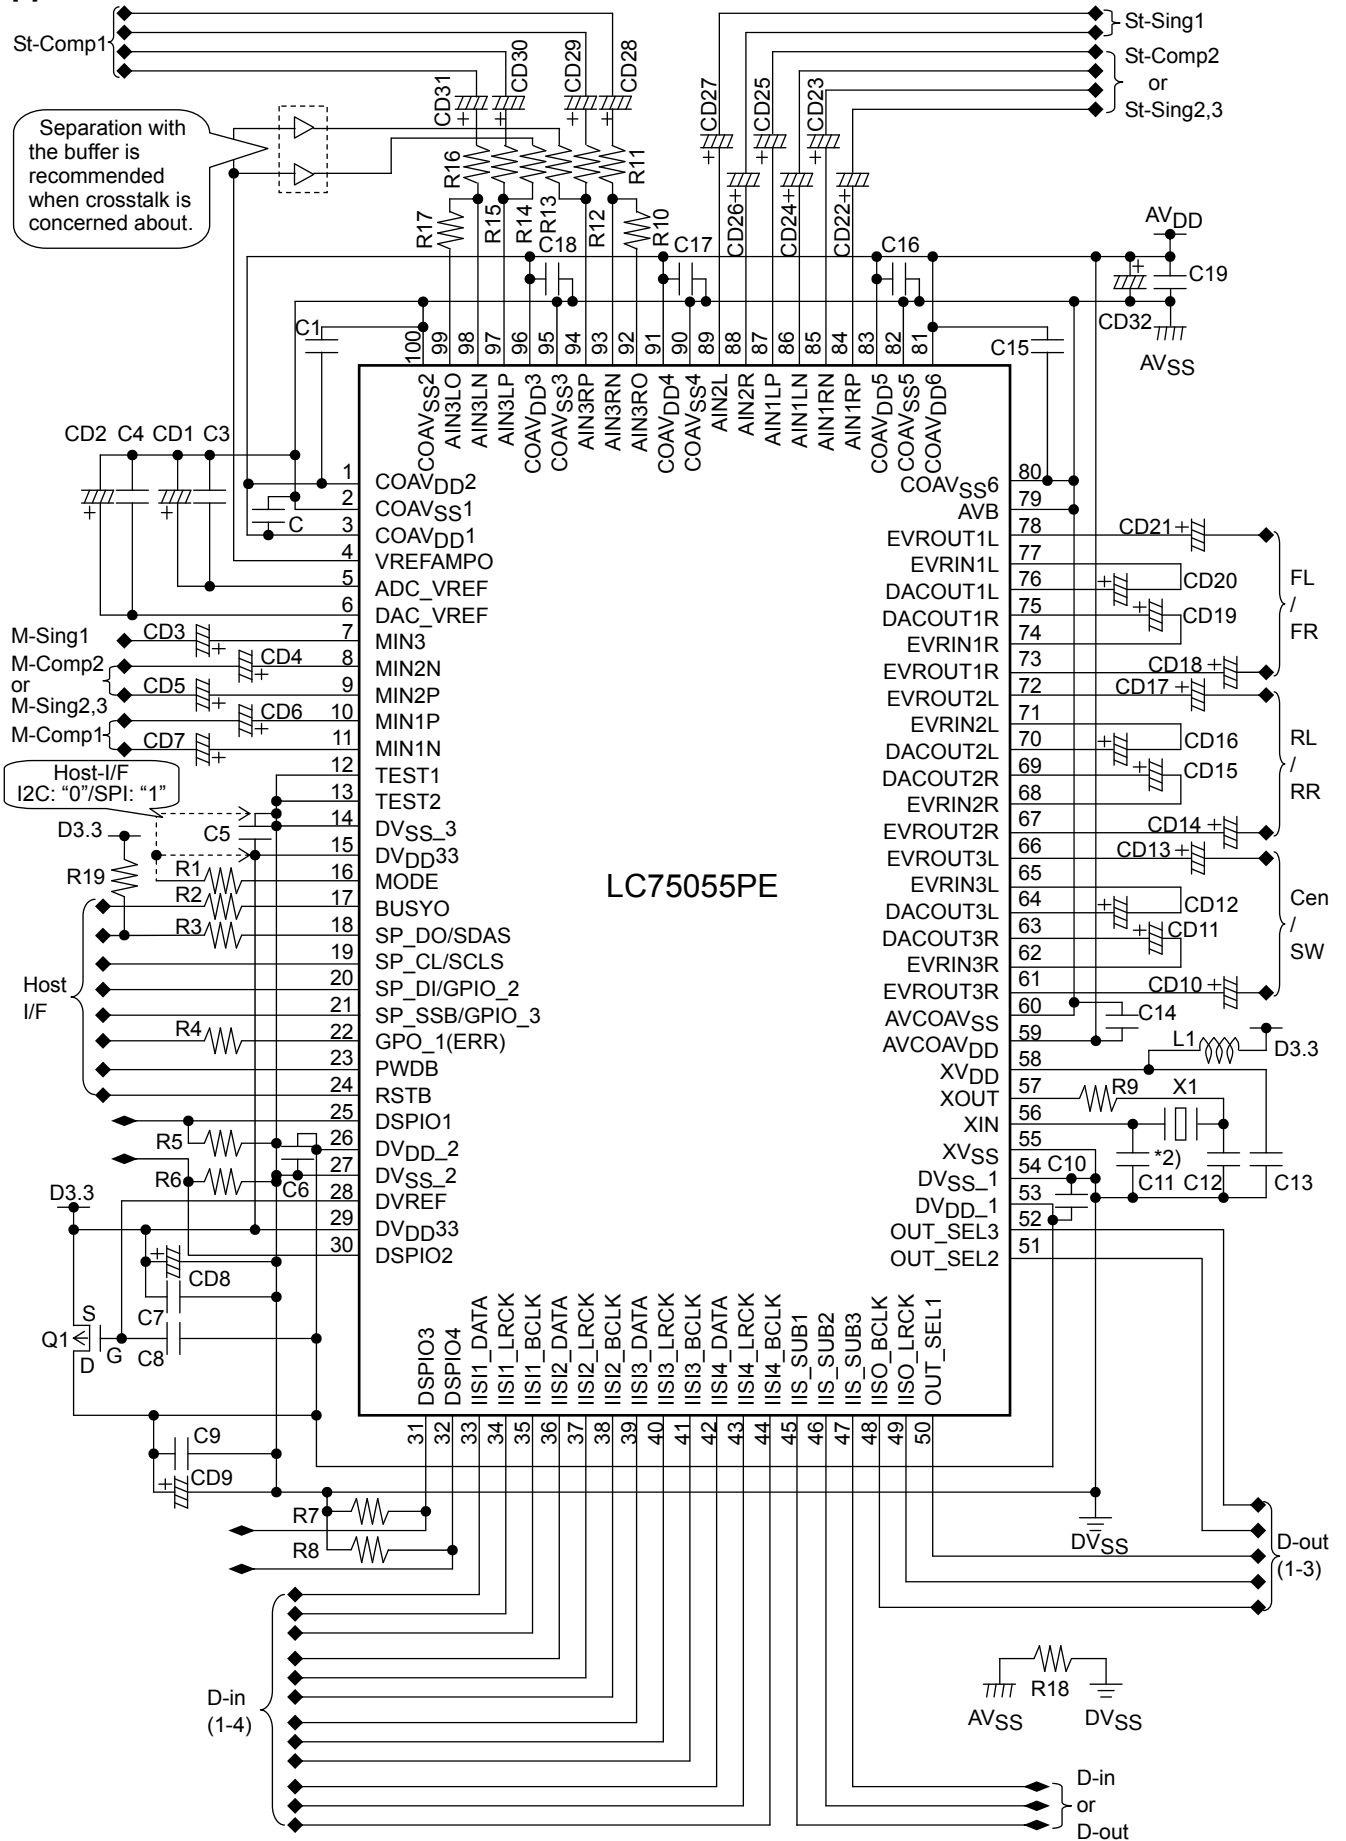 St-Comp1
CD31
CD30
CD29
CD28
CD27
CD25
CD23
St-Sing1
St-Comp2
or
St-Sing2,3
Separation with
the buffer is
recommended
when crosstalk is
concerned about.
R16
R11
R17
R15
R14
R13
R12
R10
CD26
CD24
CD22
C18
C17
C16
AVDD
C19
CD32
AVSS
C1
C15
100
99
98
97
96
95
94
93
92
91
90
89
88
87
86
85
84
83
82
81
COAVSS2
AIN3LO
AIN3LN
AIN3LP
COAVDD3
COAVSS3
AIN3RP
AIN3RN
AIN3RO
COAVDD4
COAVSS4
AIN2L
AIN2R
AIN1LP
AIN1LN
AIN1RN
AIN1RP
COAVDD5
COAVSS5
COAVDD6
CD2 C4 CD1 C3
C
1 COAVDD2
2 COAVSS1
3 COAVDD1
4 VREFAMPO
5 ADC_VREF
6 DAC_VREF
M-Sing1 CD3 7 MIN3
M-Comp2 CD4 8 MIN2N
or
M-Sing2,3 CD5 9 MIN2P
CD6 10 MIN1P
M-Comp1 CD7 11 MIN1N
Host-I/F
I2C: “0”/SPI: “1”
12 TEST1
13 TEST2
D3.3 C5 14 DVSS_3
15 DVDD33
R19 R1 16 MODE
R2 17 BUSYO
R3 18 SP_DO/SDAS
19 SP_CL/SCLS
Host
I/F
20 SP_DI/GPIO_2
21 SP_SSB/GPIO_3
R4 22 GPO_1(ERR)
23 PWDB
24 RSTB
25 DSPIO1
R5 26 DVDD_2
R6 C6 27 DVSS_2
D3.3 28 DVREF
29 DVDD33
30 DSPIO2
CD8
C7
Q1 S
D G C8
C9
CD9
LC75055PE
80 COAVSS6
79 AVB
78 EVROUT1L CD21
77 EVRIN1L
76 DACOUT1L CD20
75 DACOUT1R CD19
74 EVRIN1R
73 EVROUT1R CD18
FL
/
FR
72 EVROUT2L CD17
71 EVRIN2L
70 DACOUT2L CD16
69 DACOUT2R CD15
68 EVRIN2R
67 EVROUT2R CD14
RL
/
RR
66 EVROUT3L CD13
65 EVRIN3L
64 DACOUT3L CD12
63 DACOUT3R CD11
62 EVRIN3R
61 EVROUT3R CD10
Cen
/
SW
60 AVCOAVSS C14
59 AVCOAVDD
L1 D3.3
58 XVDD
57 XOUT R9 X1
56 XIN
55 XVSS
*2)
54 DVSS_1 C10
C11 C12 C13
53 DVDD_1
52 OUT_SEL3
51 OUT_SEL2
DSPIO3
DSPIO4
IISI1_DATA
IISI1_LRCK
IISI1_BCLK
IISI2_DATA
IISI2_LRCK
IISI2_BCLK
IISI3_DATA
IISI3_LRCK
IISI3_BCLK
IISI4_DATA
IISI4_LRCK
IISI4_BCLK
IIS_SUB1
IIS_SUB2
IIS_SUB3
IISO_BCLK
IISO_LRCK
OUT_SEL1
31
32
33
34
35
36
37
38
39
40
41
42
43
44
45
46
47
48
49
50
R7
R8
DVSS
D-out
(1-3)
D-in
(1-4)
R18
AVSS DVSS
D-in
or
D-out